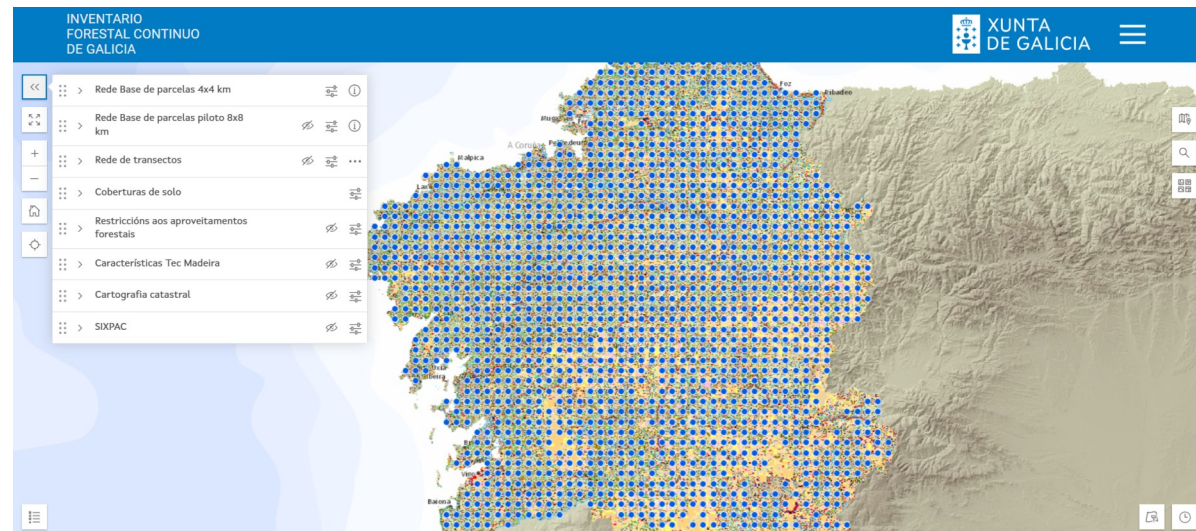 INVENTARIO
FORESTAL CONTINUO
DE GALICIA
XUNTA
DE GALICIA
Rede Base de parcelas 4x4 km
Rede Base de parcelas piloto 8x8
km
Rede de transectos
Coberturas de solo
Restriccións aos aproveitamentos
forestais
Características Tec Madeira
Cartografia catastral
SIXPAC
Foz
Ribadeo
A Coruña
Malpica
Baiona